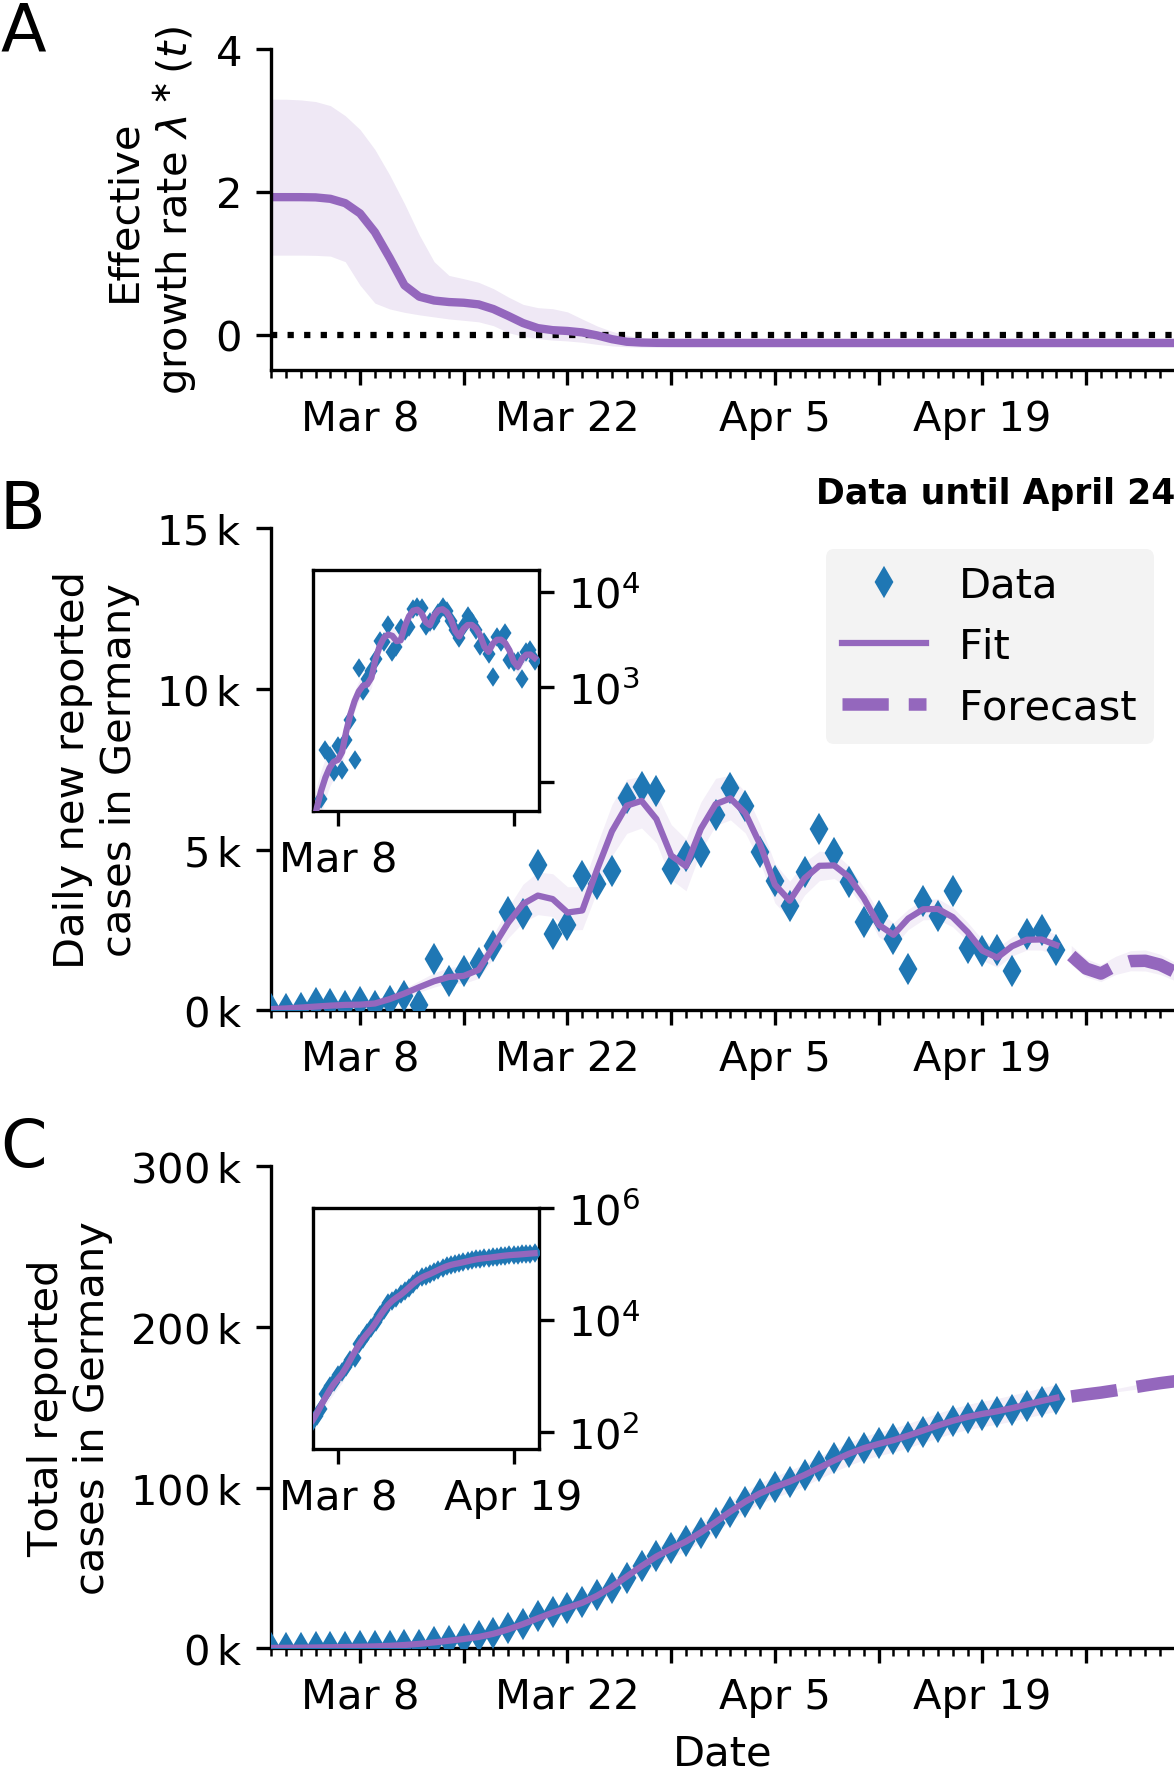 A
Effective
growth rate λ * (t)
4
2
0
Mar 8
Mar 22
Apr 5
Apr 19
B
Data until April 24
Daily new reported
cases in Germany
15 k
10 k
5 k
0 k
10⁴
10³
Mar 8
Data
Fit
Forecast
Mar 8
Mar 22
Apr 5
Apr 19
C
Total reported
cases in Germany
300 k
200 k
100 k
0 k
10⁶
10⁴
10²
Mar 8
Apr 19
Mar 8
Mar 22
Apr 5
Apr 19
Date